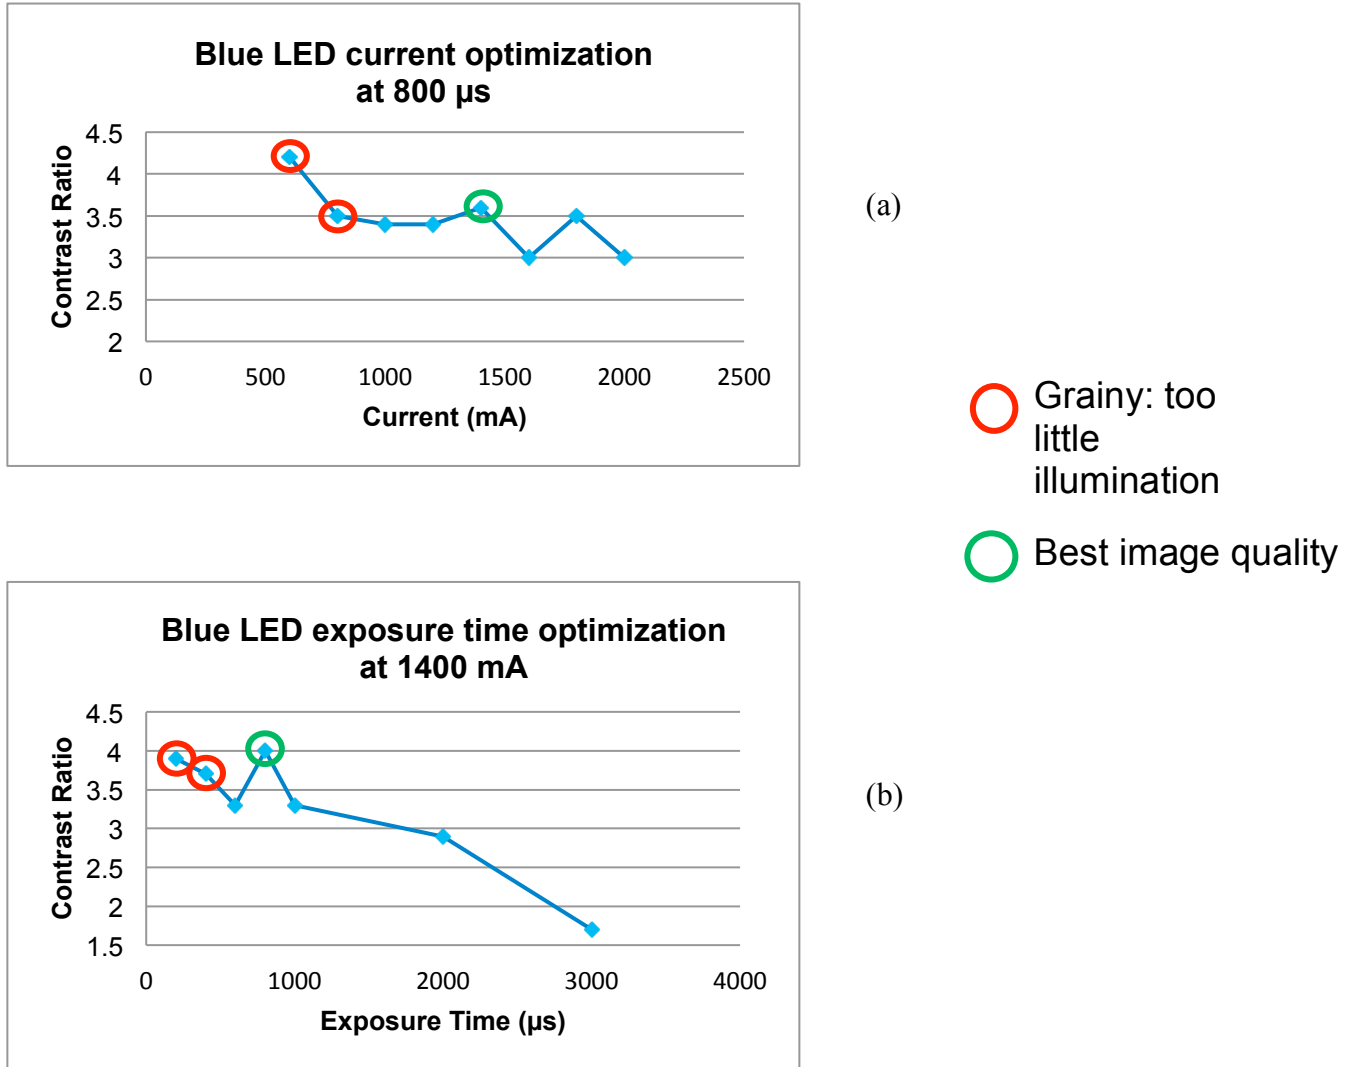 Blue LED current optimization
at 800 µs
4.5
4
3.5
3
2.5
2
Contrast Ratio
0 500 1000 1500 2000 2500
Current (mA)
(a)
Grainy: too
little
illumination
Best image quality
Blue LED exposure time optimization
at 1400 mA
4.5
4
3.5
3
2.5
2
1.5
Contrast Ratio
0 1000 2000 3000 4000
Exposure Time (µs)
(b)